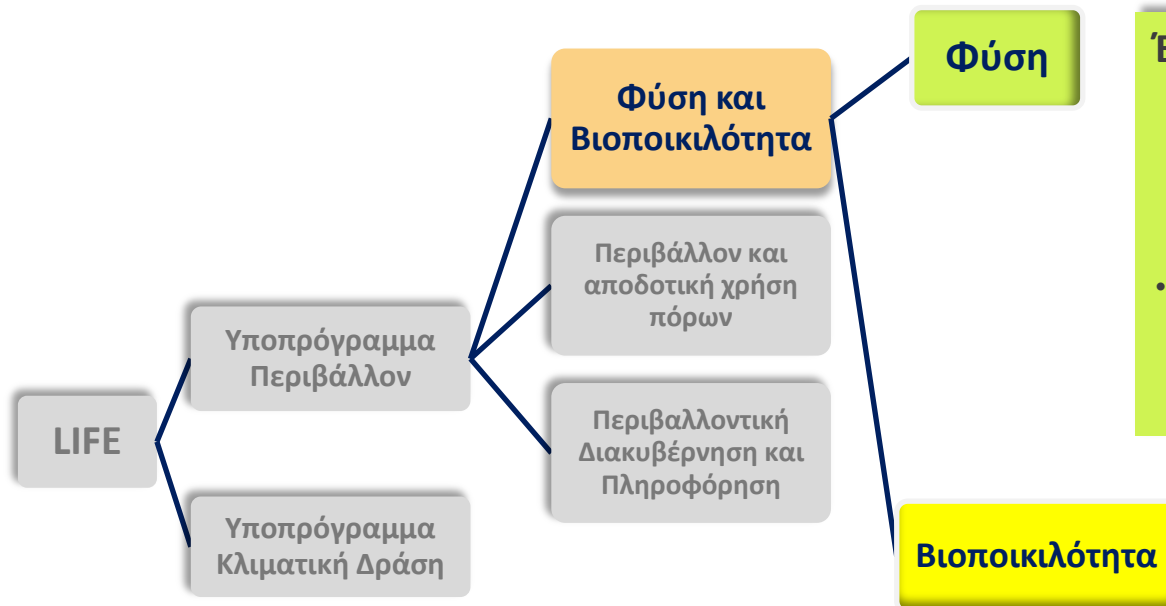 Φύση
Έ
Φύση και
Βιοποικιλότητα
Περιβάλλον και
αποδοτική χρήση
πόρων
•
Υποπρόγραμμα
Περιβάλλον
LIFE
Περιβαλλοντική
Διακυβέρνηση και
Πληροφόρηση
Υποπρόγραμμα
Κλιματική Δράση
Βιοποικιλότητα